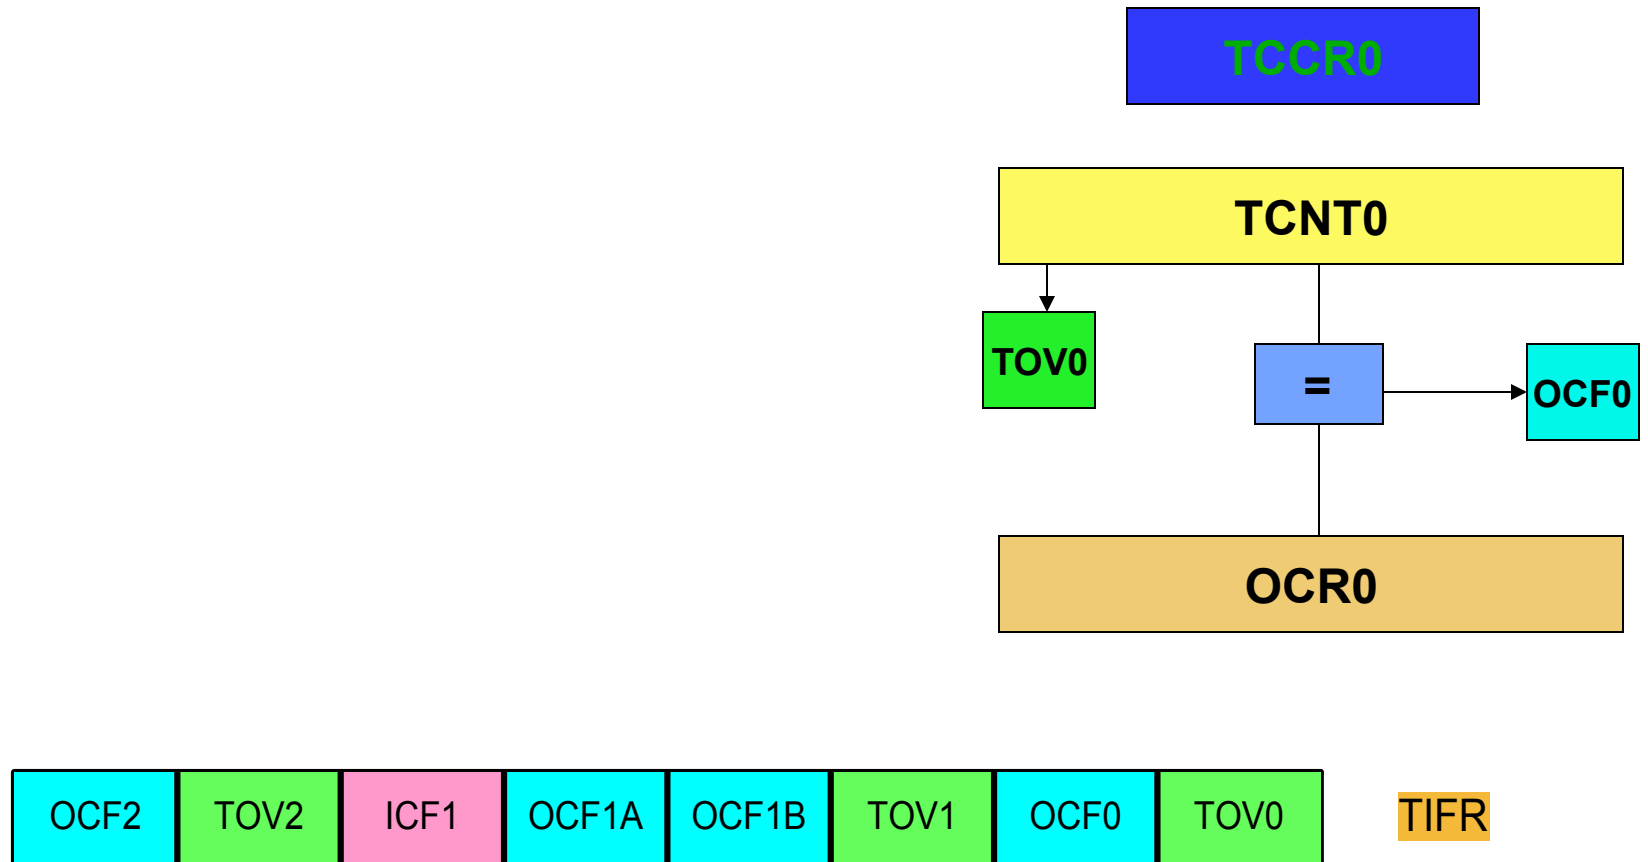 TCCR0
TCNT0
TOV0
=
OCF0
OCR0
OCF2 TOV2 ICF1 OCF1A OCF1B TOV1 OCF0 TOV0 TIFR